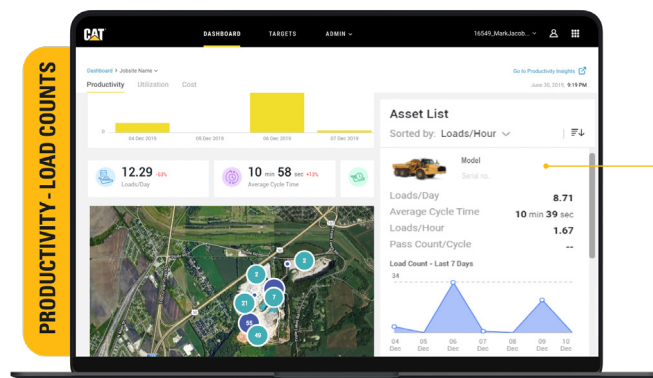 PRODUCTIVITY - LOAD COUNTS
CAT
DASHBOARD TARGETS ADMIN
16549_MarkJacob...
Dashboard > Jobsite Name
Go to Productivity Insights
Productivity Utilization Cost
June 30, 2019, 9:19 PM
0
04 Dec 2019 05 Dec 2019 06 Dec 2019 07 Dec 2019
12.29 -53%
Loads/Day
10 min 58 sec +13%
Average Cycle Time
2
3
7
21
55
49
Asset List
Sorted by: Loads/Hour
Model
Serial no.
Loads/Day 8.71
Average Cycle Time 10 min 39 sec
Loads/Hour 1.67
Pass Count/Cycle --
Load Count - Last 7 Days
34
04 Dec 05 Dec 06 Dec 07 Dec 08 Dec 09 Dec 10 Dec